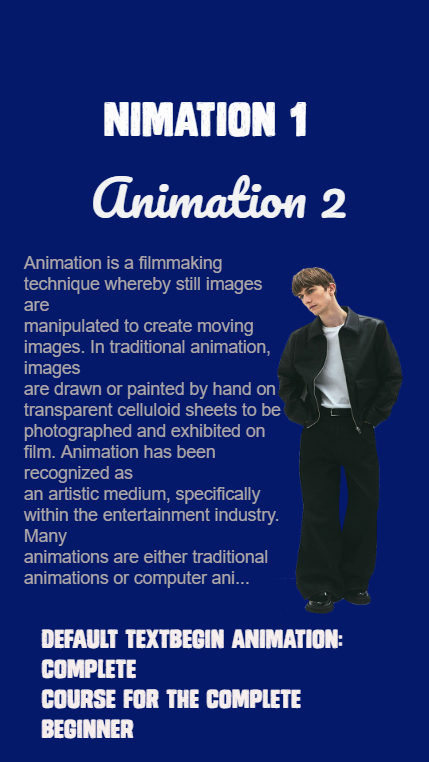 NIMATION 1
Animation 2
Animation is a filmmaking
technique whereby still images
are
manipulated to create moving
images. In traditional animation,
images
are drawn or painted by hand on
transparent celluloid sheets to be
photographed and exhibited on
film. Animation has been
recognized as
an artistic medium, specifically
within the entertainment industry.
Many
animations are either traditional
animations or computer ani...
DEFAULT TEXTBEGIN ANIMATION:
COMPLETE
COURSE FOR THE COMPLETE
BEGINNER